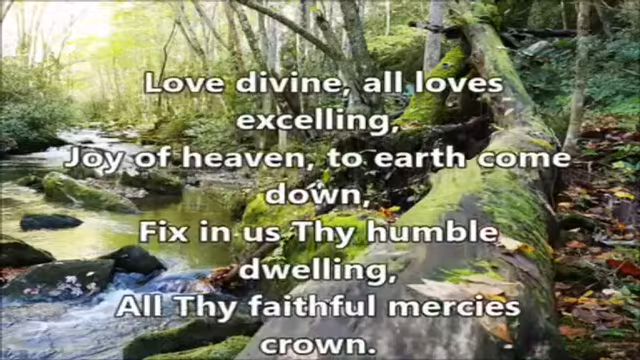 Love divine, all loves
excelling,
Joy of heaven, to earth come
down,
Fix in us Thy humble
dwelling,
All Thy faithful mercies
crown.